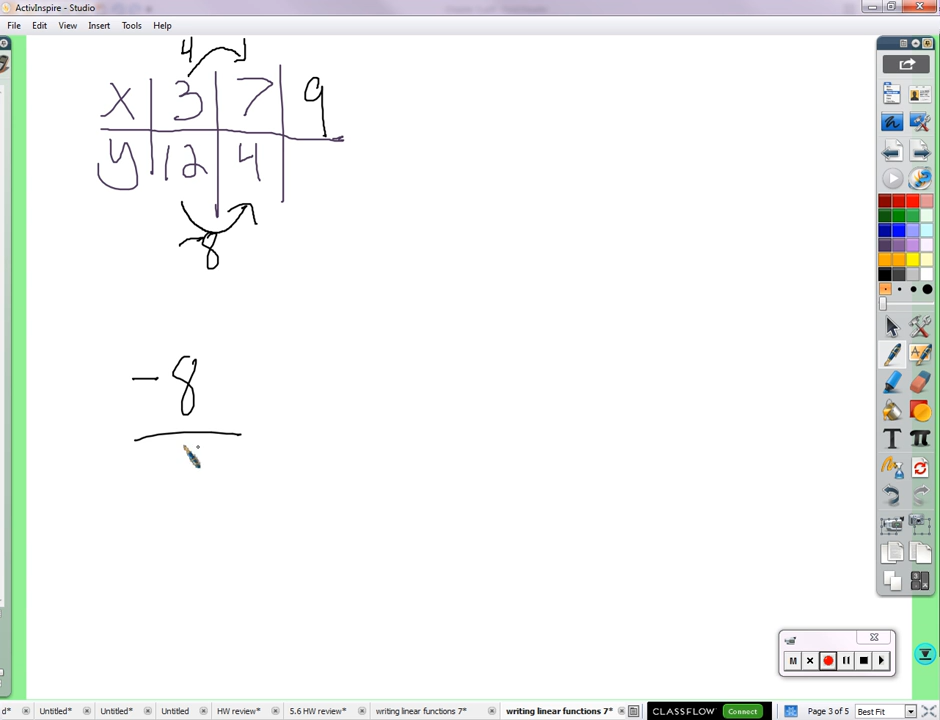 ActivInspire - Studio
File Edit View Insert Tools Help
4
x 3 7 9
y 12 4
-8
-8
Untitled* Untitled* Untitled HW review* 5.6 HW review* writing linear functions 7* writing linear functions 7* CLASSFLOW Connect Page 3 of 5 Best Fit